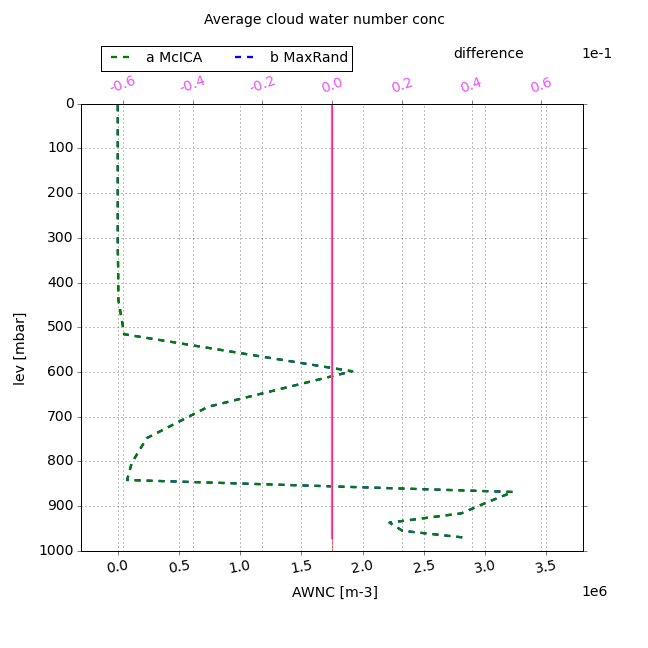 Average cloud water number conc
a McICA b MaxRand
difference 1e-1
-0.6 -0.4 -0.2 0.0 0.2 0.4 0.6
0
100
200
300
400
500
600
700
800
900
1000
lev [mbar]
0.0 0.5 1.0 1.5 2.0 2.5 3.0 3.5
AWNC [m-3] 1e6